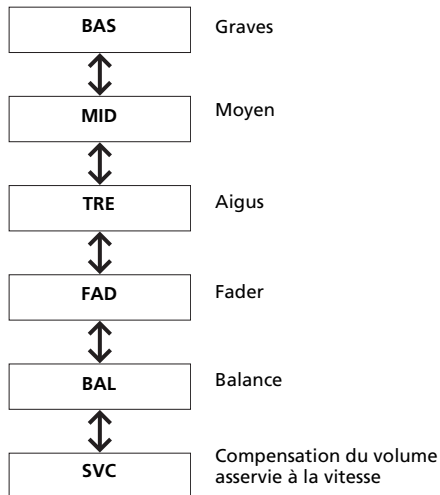 BAS Graves
MID Moyen
TRE Aigus
FAD Fader
BAL Balance
SVC Compensation du volume
asservie à la vitesse